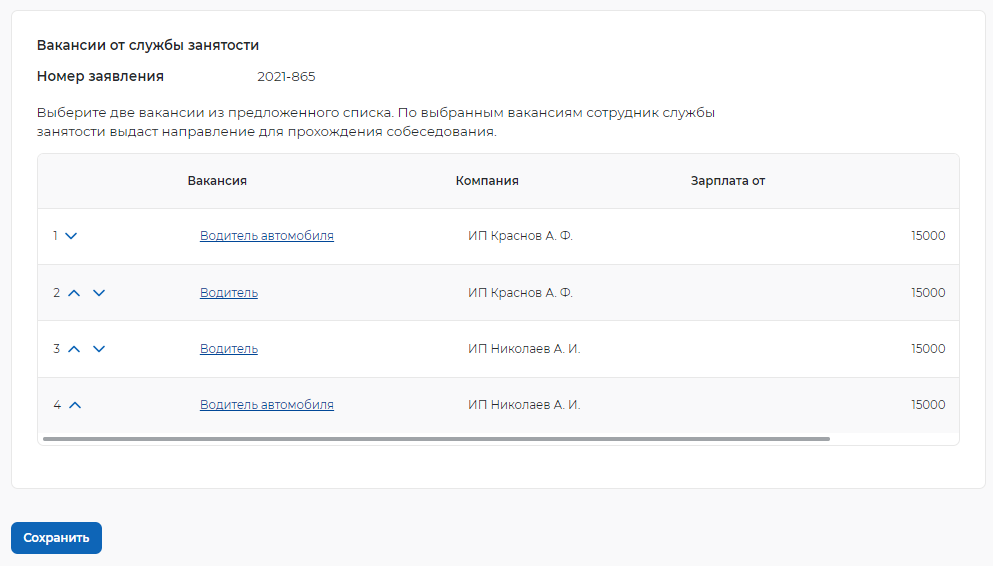 Вакансии от службы занятости
Номер заявления 2021-865
Выберите две вакансии из предложенного списка. По выбранным вакансиям сотрудник службы
занятости выдаст направление для прохождения собеседования.
Вакансия Компания Зарплата от
1 Водитель автомобиля ИП Краснов А. Ф. 15000
2 Водитель ИП Краснов А. Ф. 15000
3 Водитель ИП Николаев А. И. 15000
4 Водитель автомобиля ИП Николаев А. И. 15000
Сохранить